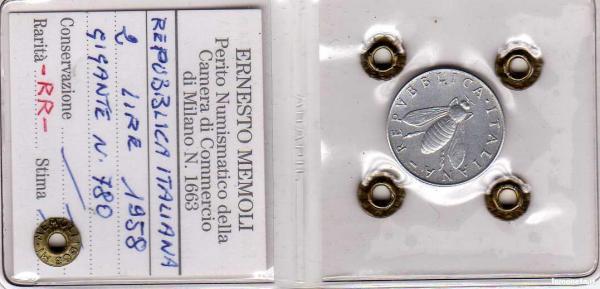 ERNESTO MEMOLI
Perito Numismatico della
Camera di Commercio
di Milano N. 1663
REPUBBLICA ITALIANA
2 LIRE 1958
GIGANTE N. 780
Conservazione
Rarità -RR- Stima
REPVBBLICA·ITALIANA